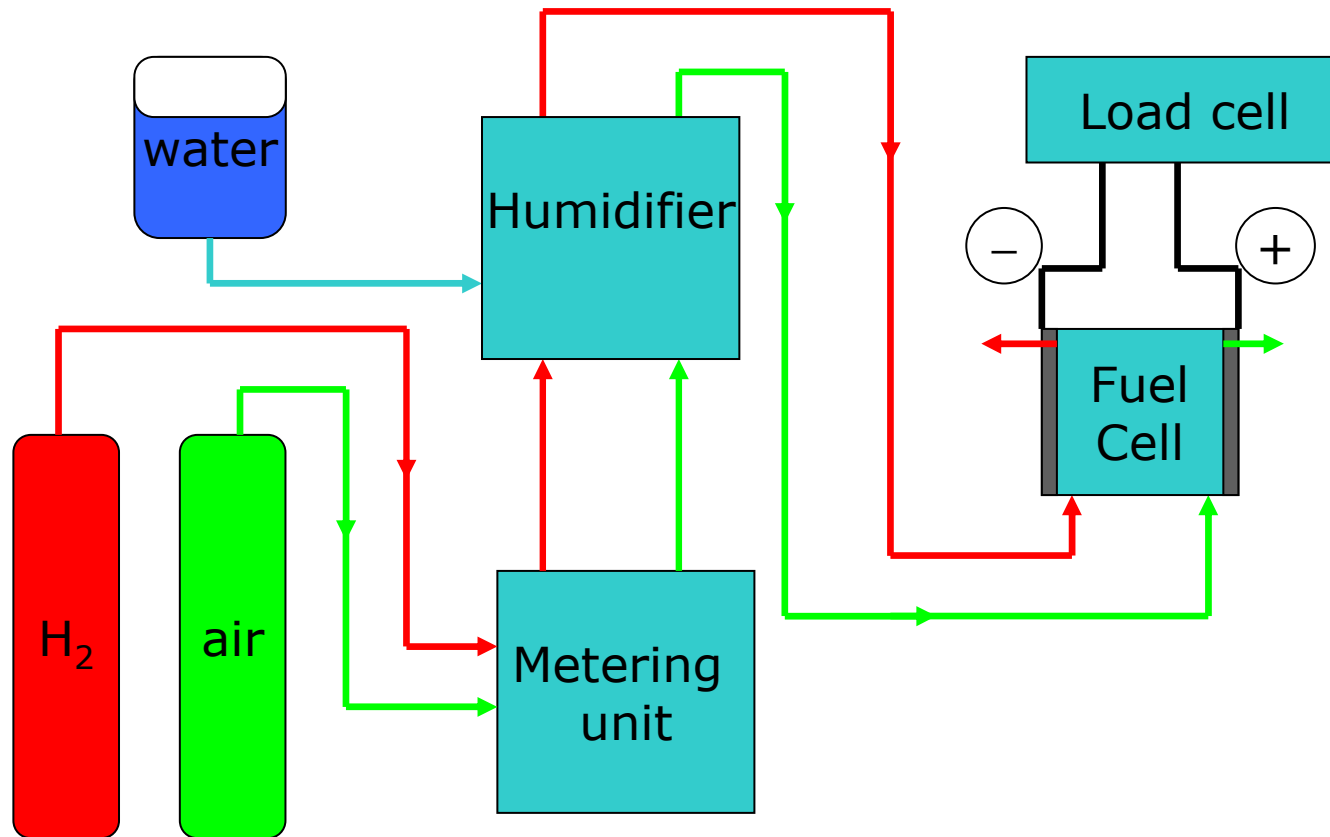 water
Humidifier
Load cell
−
+
Fuel
Cell
H₂
air
Metering
unit